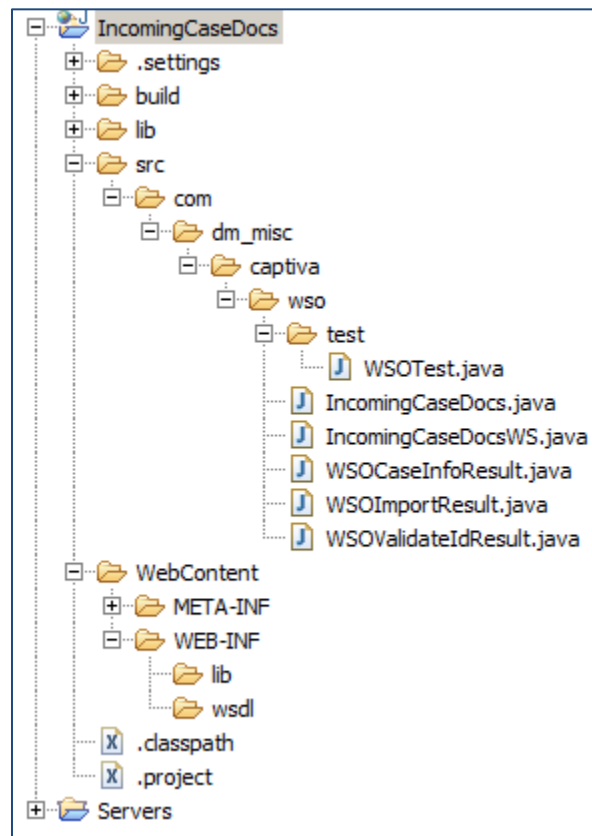 IncomingCaseDocs
.settings
build
lib
src
com
dm_misc
captiva
wso
test
WSOTest.java
IncomingCaseDocs.java
IncomingCaseDocsWS.java
WSOCaseInfoResult.java
WSOImportResult.java
WSOValidateIdResult.java
WebContent
META-INF
WEB-INF
lib
wsdl
.classpath
.project
Servers